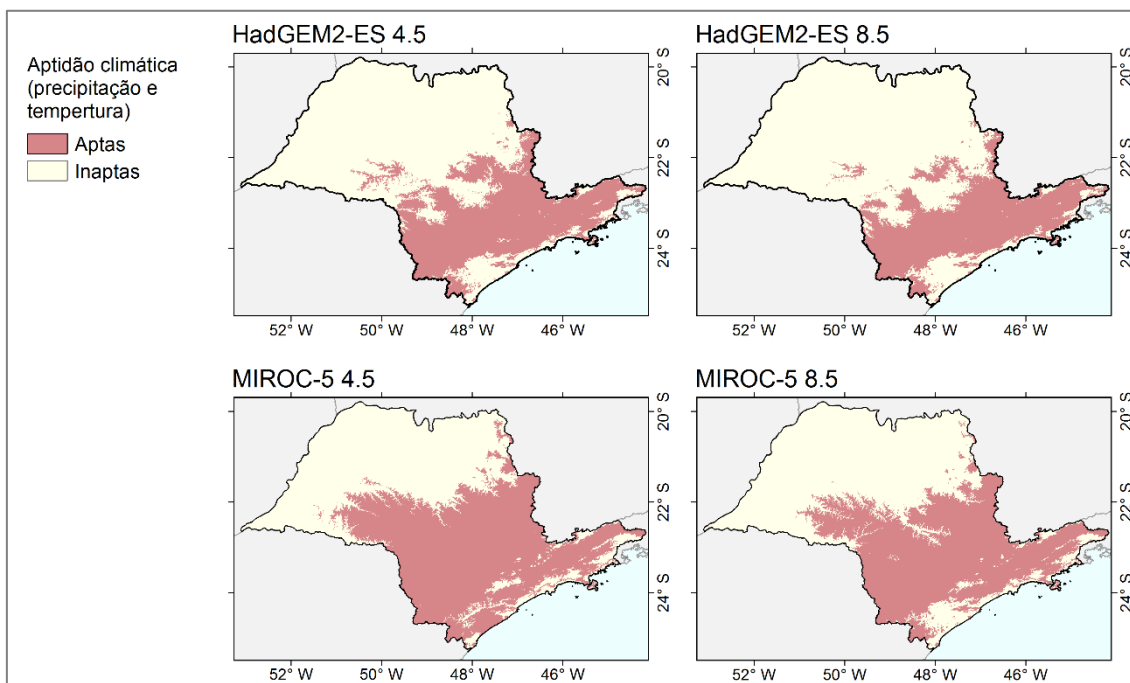 Aptidão climática
(precipitação e
tempertura)
Aptas
Inaptas
HadGEM2-ES 4.5
52° W 50° W 48° W 46° W
20° S
22° S
24° S
HadGEM2-ES 8.5
52° W 50° W 48° W 46° W
20° S
22° S
24° S
MIROC-5 4.5
52° W 50° W 48° W 46° W
20° S
22° S
24° S
MIROC-5 8.5
52° W 50° W 48° W 46° W
20° S
22° S
24° S